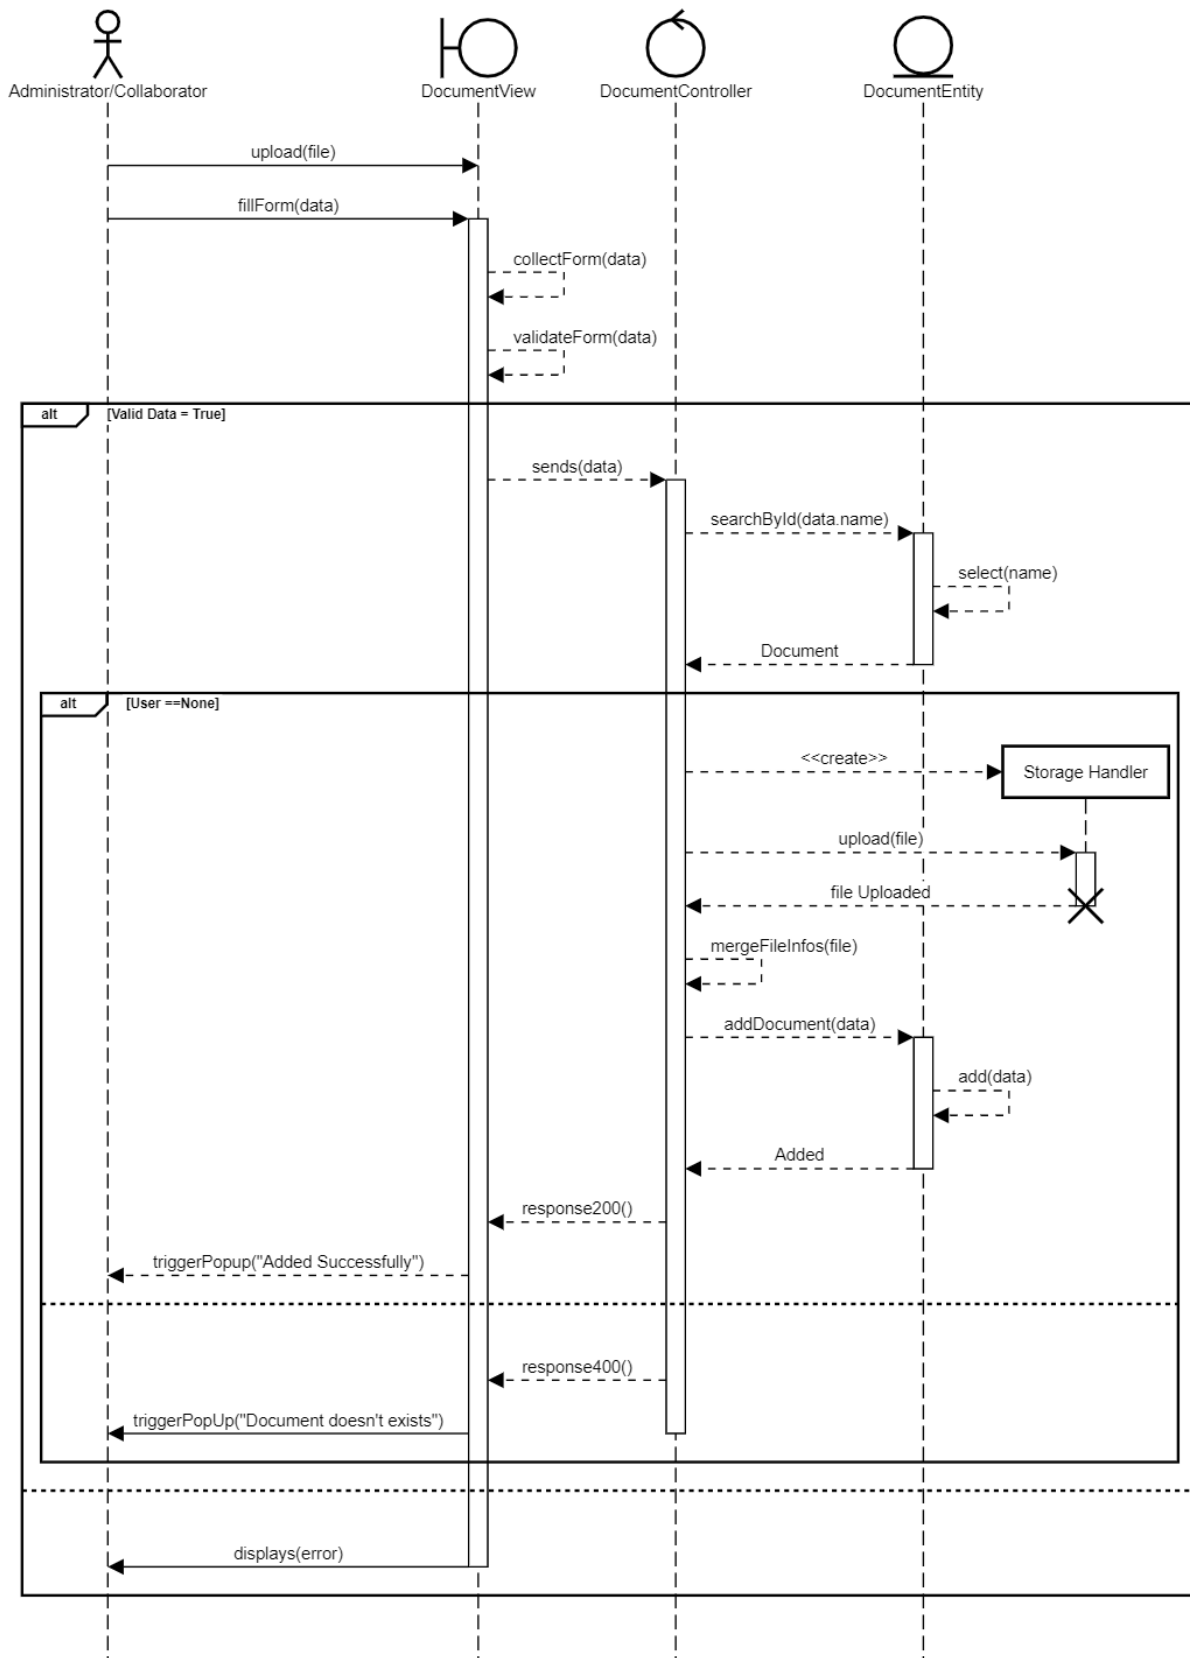 Administrator/Collaborator
DocumentView
DocumentController
DocumentEntity
upload(file)
fillForm(data)
collectForm(data)
validateForm(data)
alt
[Valid Data = True]
sends(data)
searchById(data.name)
select(name)
Document
alt
[User ==None]
<<create>>
Storage Handler
upload(file)
file Uploaded
mergeFileInfos(file)
addDocument(data)
add(data)
Added
response200()
triggerPopup("Added Successfully")
response400()
triggerPopUp("Document doesn't exists")
displays(error)